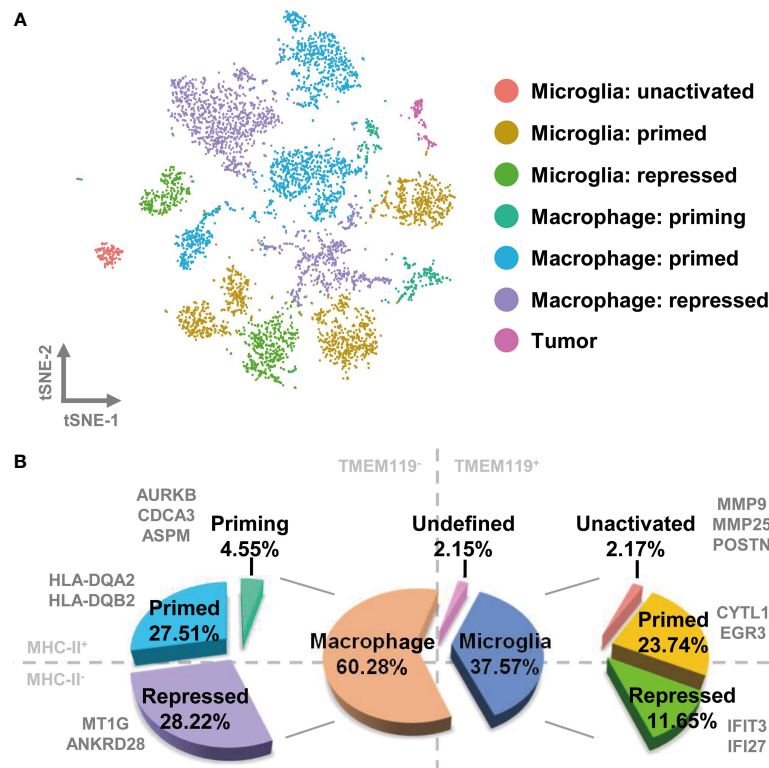 A
Microglia: unactivated
Microglia: primed
Microglia: repressed
Macrophage: priming
Macrophage: primed
Macrophage: repressed
Tumor
tSNE-2
tSNE-1
B
TMEM119⁻
TMEM119⁺
AURKB
CDCA3
ASPM
Priming
4.55%
Undefined
2.15%
Unactivated
2.17%
MMP9
MMP25
POSTN
HLA-DQA2
HLA-DQB2
Primed
27.51%
Macrophage
60.28%
Microglia
37.57%
Primed
23.74%
CYTL1
EGR3
MHC-II⁺
MHC-II⁻
Repressed
28.22%
Repressed
11.65%
MT1G
ANKRD28
IFIT3
IFI27